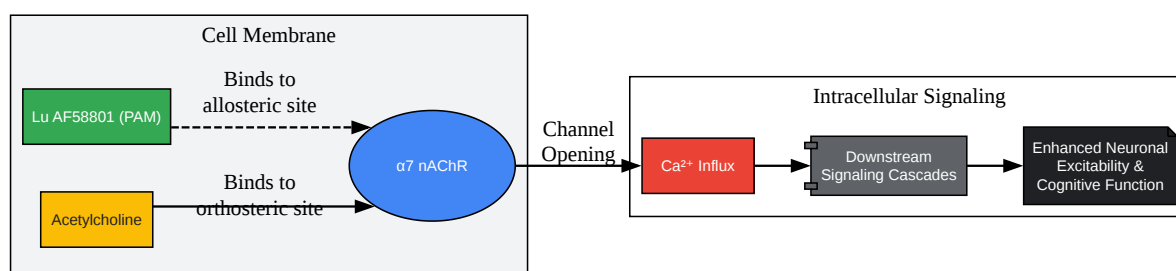 Cell Membrane
Lu AF58801 (PAM)
Binds to
allosteric site
α7 nAChR
Acetylcholine
Binds to
orthosteric site
Channel
Opening
Intracellular Signaling
Ca²⁺ Influx
Downstream
Signaling Cascades
Enhanced Neuronal
Excitability &
Cognitive Function